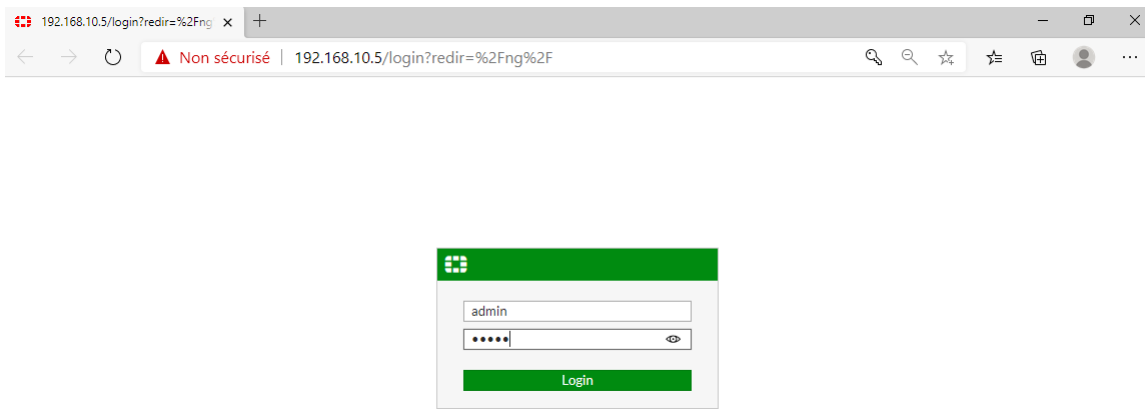 192.168.10.5/login?redir=%2Fng
Non sécurisé | 192.168.10.5/login?redir=%2Fng%2F
admin
•••••
Login